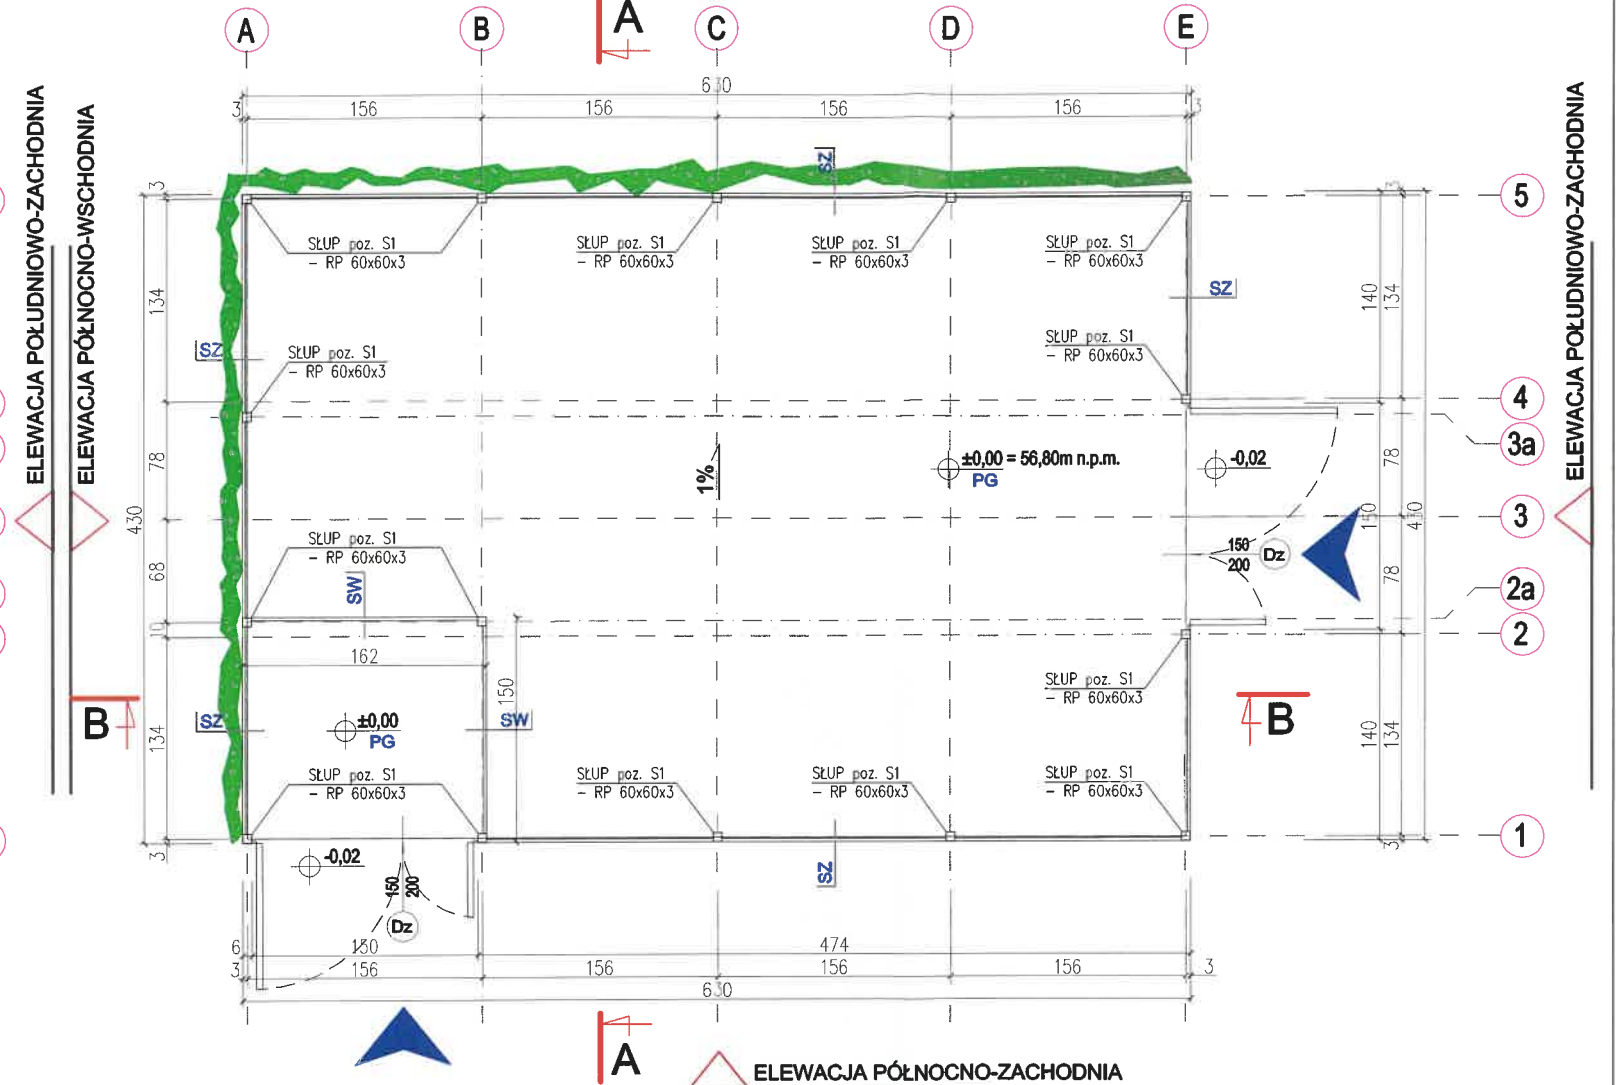 A
B
A
C
D
E
630
3
156
156
156
156
3
ELEWACJA POŁUDNIOWO-ZACHODNIA
ELEWACJA PÓŁNOCNO-WSCHODNIA
ELEWACJA POŁUDNIOWO-ZACHODNIA
SZ
3
3
5
SŁUP poz. S1
– RP 60x60x3
SŁUP poz. S1
– RP 60x60x3
SŁUP poz. S1
– RP 60x60x3
SŁUP poz. S1
– RP 60x60x3
SZ
134
140
134
SZ
SŁUP poz. S1
– RP 60x60x3
SŁUP poz. S1
– RP 60x60x3
4
3a
78
1%
±0,00 = 56,80m n.p.m.
PG
-0,02
78
430
150
430
3
SŁUP poz. S1
– RP 60x60x3
150
200
Dz
68
SW
78
2a
10
2
162
150
SŁUP poz. S1
– RP 60x60x3
B
SZ
±0,00
PG
SW
B
134
140
134
SŁUP poz. S1
– RP 60x60x3
SŁUP poz. S1
– RP 60x60x3
SŁUP poz. S1
– RP 60x60x3
SŁUP poz. S1
– RP 60x60x3
1
3
3
-0,02
SZ
150
200
Dz
6
150
474
3
156
156
156
156
3
630
A
ELEWACJA PÓŁNOCNO-ZACHODNIA